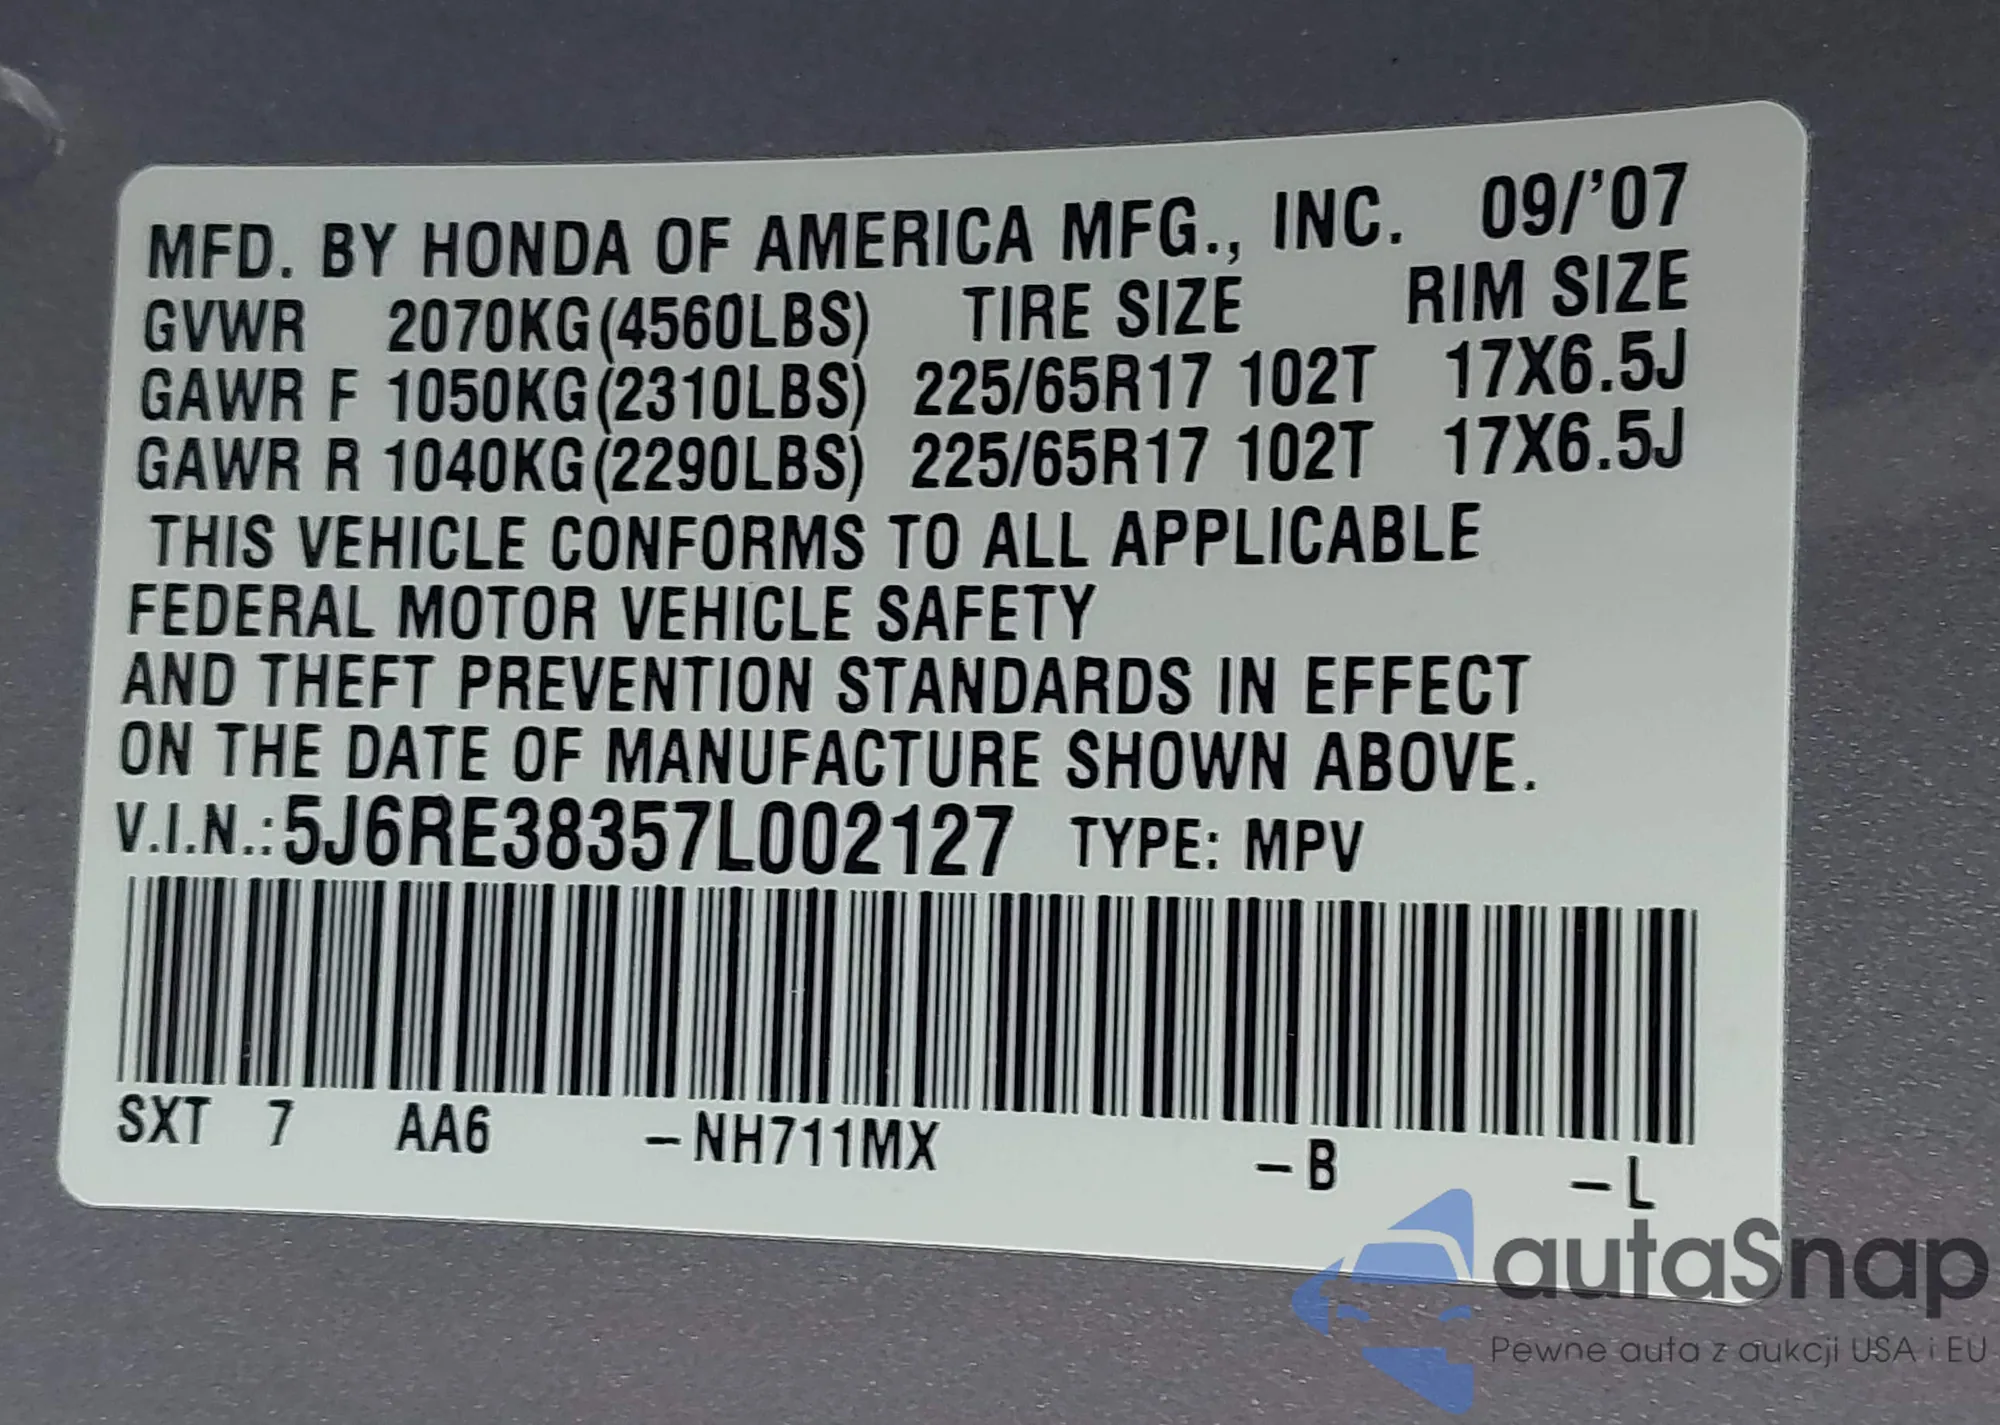 MFD. BY HONDA OF AMERICA MFG., INC. 09/'07
GVWR 2070KG(4560LBS) TIRE SIZE RIM SIZE
GAWR F 1050KG(2310LBS) 225/65R17 102T 17X6.5J
GAWR R 1040KG(2290LBS) 225/65R17 102T 17X6.5J
THIS VEHICLE CONFORMS TO ALL APPLICABLE
FEDERAL MOTOR VEHICLE SAFETY
AND THEFT PREVENTION STANDARDS IN EFFECT
ON THE DATE OF MANUFACTURE SHOWN ABOVE.
V.I.N.:5J6RE38357L002127 TYPE: MPV
SXT 7 AA6 -NH711MX -B -L
autaSnap
Pewne auta z aukcji USA i EU